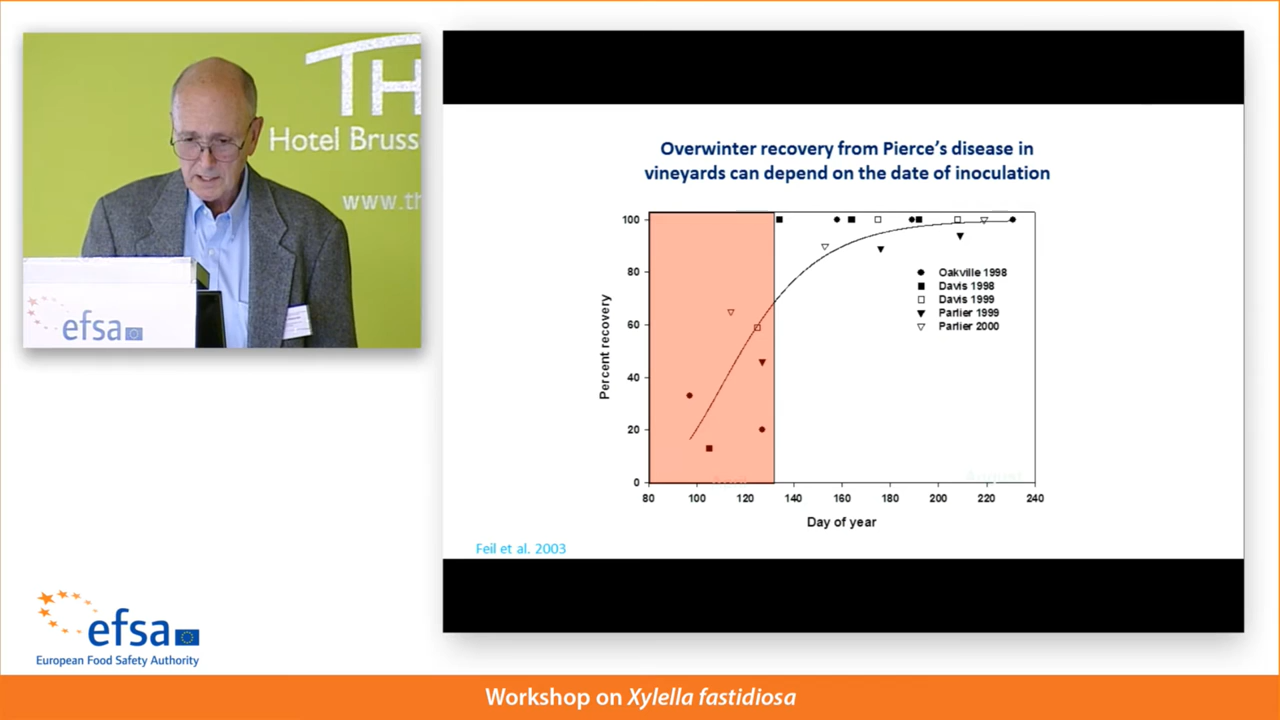 TH
Hotel Bruss
www.th
efsa
Overwinter recovery from Pierce's disease in
vineyards can depend on the date of inoculation
100
80
60
40
20
0
Percent recovery
80 100 120 140 160 180 200 220 240
Day of year
Oakville 1998
Davis 1998
Davis 1999
Parlier 1999
Parlier 2000
August
Feil et al. 2003
efsa
European Food Safety Authority
Workshop on Xylella fastidiosa